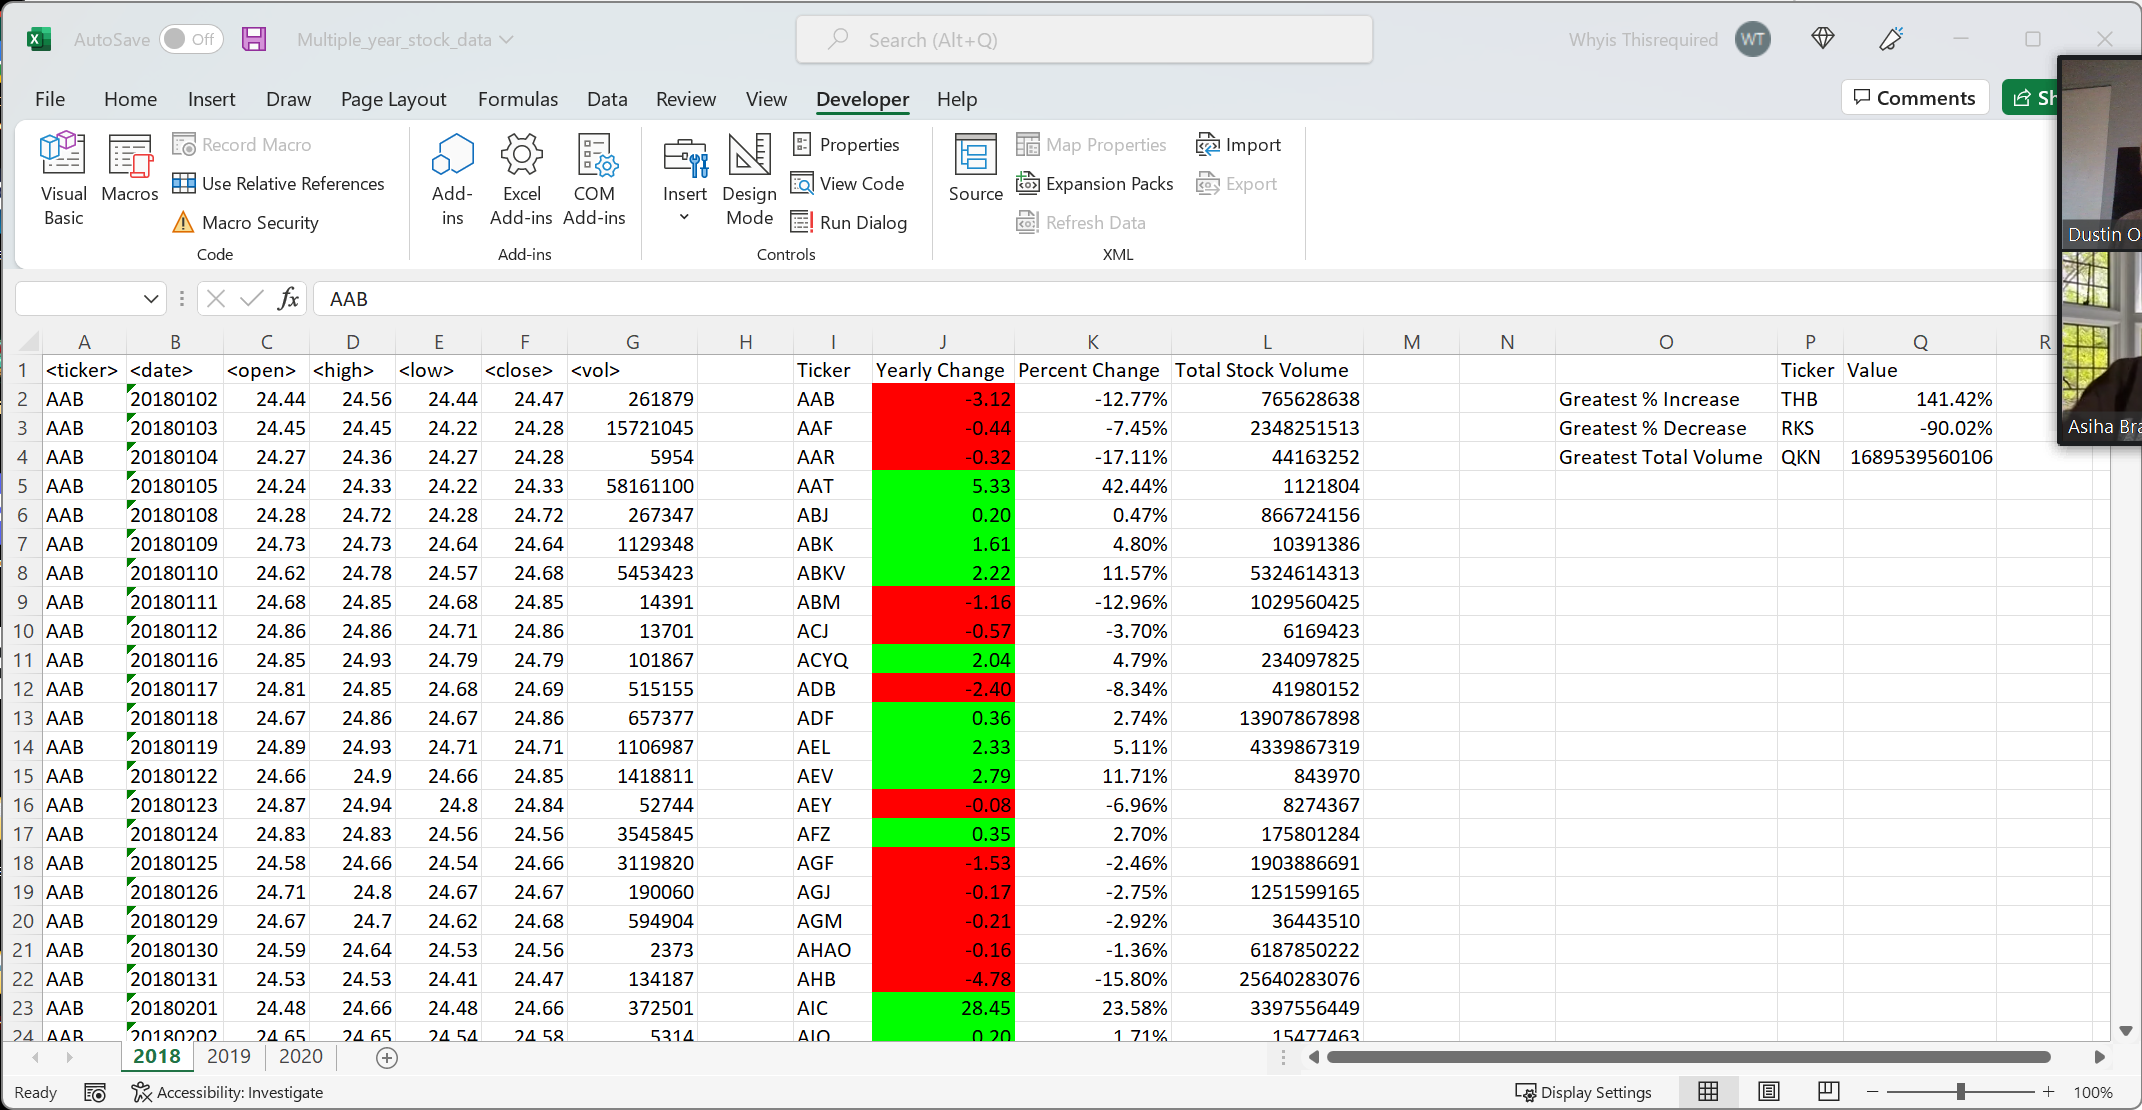 AutoSave Off Multiple_year_stock_data Search (Alt+Q) Whyis Thisrequired WT
File Home Insert Draw Page Layout Formulas Data Review View Developer Help Comments Sh
Visual Basic
Macros
Record Macro
Use Relative References
Macro Security
Code
Add-ins
Excel Add-ins
COM Add-ins
Add-ins
Insert
Design Mode
Properties
View Code
Run Dialog
Controls
Source
Map Properties
Expansion Packs
Refresh Data
Import
Export
XML
Dustin O
Asiha Bra
fx AAB
A B C D E F G H I J K L M N O P Q R
1 <ticker> <date> <open> <high> <low> <close> <vol> Ticker Yearly Change Percent Change Total Stock Volume Ticker Value
2 AAB 20180102 24.44 24.56 24.44 24.47 261879 AAB -3.12 -12.77% 765628638 Greatest % Increase THB 141.42%
3 AAB 20180103 24.45 24.45 24.22 24.28 15721045 AAF -0.44 -7.45% 2348251513 Greatest % Decrease RKS -90.02%
4 AAB 20180104 24.27 24.36 24.27 24.28 5954 AAR -0.32 -17.11% 44163252 Greatest Total Volume QKN 1689539560106
5 AAB 20180105 24.24 24.33 24.22 24.33 58161100 AAT 5.33 42.44% 1121804
6 AAB 20180108 24.28 24.72 24.28 24.72 267347 ABJ 0.20 0.47% 866724156
7 AAB 20180109 24.73 24.73 24.64 24.64 1129348 ABK 1.61 4.80% 10391386
8 AAB 20180110 24.62 24.78 24.57 24.68 5453423 ABKV 2.22 11.57% 5324614313
9 AAB 20180111 24.68 24.85 24.68 24.85 14391 ABM -1.16 -12.96% 1029560425
10 AAB 20180112 24.86 24.86 24.71 24.86 13701 ACJ -0.57 -3.70% 6169423
11 AAB 20180116 24.85 24.93 24.79 24.79 101867 ACYQ 2.04 4.79% 234097825
12 AAB 20180117 24.81 24.85 24.68 24.69 515155 ADB -2.40 -8.34% 41980152
13 AAB 20180118 24.67 24.86 24.67 24.86 657377 ADF 0.36 2.74% 13907867898
14 AAB 20180119 24.89 24.93 24.71 24.71 1106987 AEL 2.33 5.11% 4339867319
15 AAB 20180122 24.66 24.9 24.66 24.85 1418811 AEV 2.79 11.71% 843970
16 AAB 20180123 24.87 24.94 24.8 24.84 52744 AEY -0.08 -6.96% 8274367
17 AAB 20180124 24.83 24.83 24.56 24.56 3545845 AFZ 0.35 2.70% 175801284
18 AAB 20180125 24.58 24.66 24.54 24.66 3119820 AGF -1.53 -2.46% 1903886691
19 AAB 20180126 24.71 24.8 24.67 24.67 190060 AGJ -0.17 -2.75% 1251599165
20 AAB 20180129 24.67 24.7 24.62 24.68 594904 AGM -0.21 -2.92% 36443510
21 AAB 20180130 24.59 24.64 24.53 24.56 2373 AHAO -0.16 -1.36% 6187850222
22 AAB 20180131 24.53 24.53 24.41 24.47 134187 AHB -4.78 -15.80% 25640283076
23 AAB 20180201 24.48 24.66 24.48 24.66 372501 AIC 28.45 23.58% 3397556449
24 AAB 20180202 24.65 24.65 24.54 24.58 5314 AIO 0.20 1.71% 15477463
2018 2019 2020
Ready Accessibility: Investigate Display Settings 100%